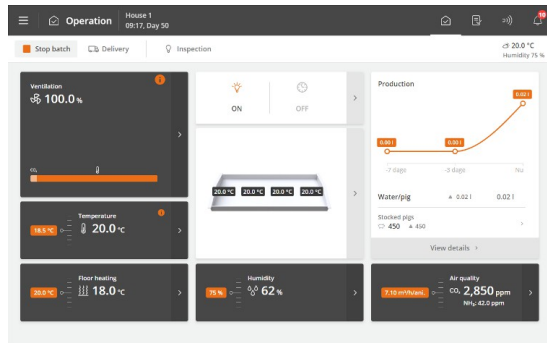 Operation
House 1
09:17, Day 50
10
Stop batch
Delivery
Inspection
20.0 °C
Humidity 75 %
Ventilation
100.0 %
CO₂
Temperature
18.5 °C
20.0 °C
Floor heating
20.0 °C
18.0 °C
ON
OFF
20.0 °C 20.0 °C 20.0 °C 20.0 °C
Humidity
75 %
62 %
Production
0.02 l
0.00 l
0.00 l
-7 dage
-3 dage
Nu
Water/pig
0.02 l
0.02 l
Stocked pigs
450
450
View details
Air quality
7.10 m³/h/ani.
CO₂ 2,850 ppm
NH₃: 42.0 ppm